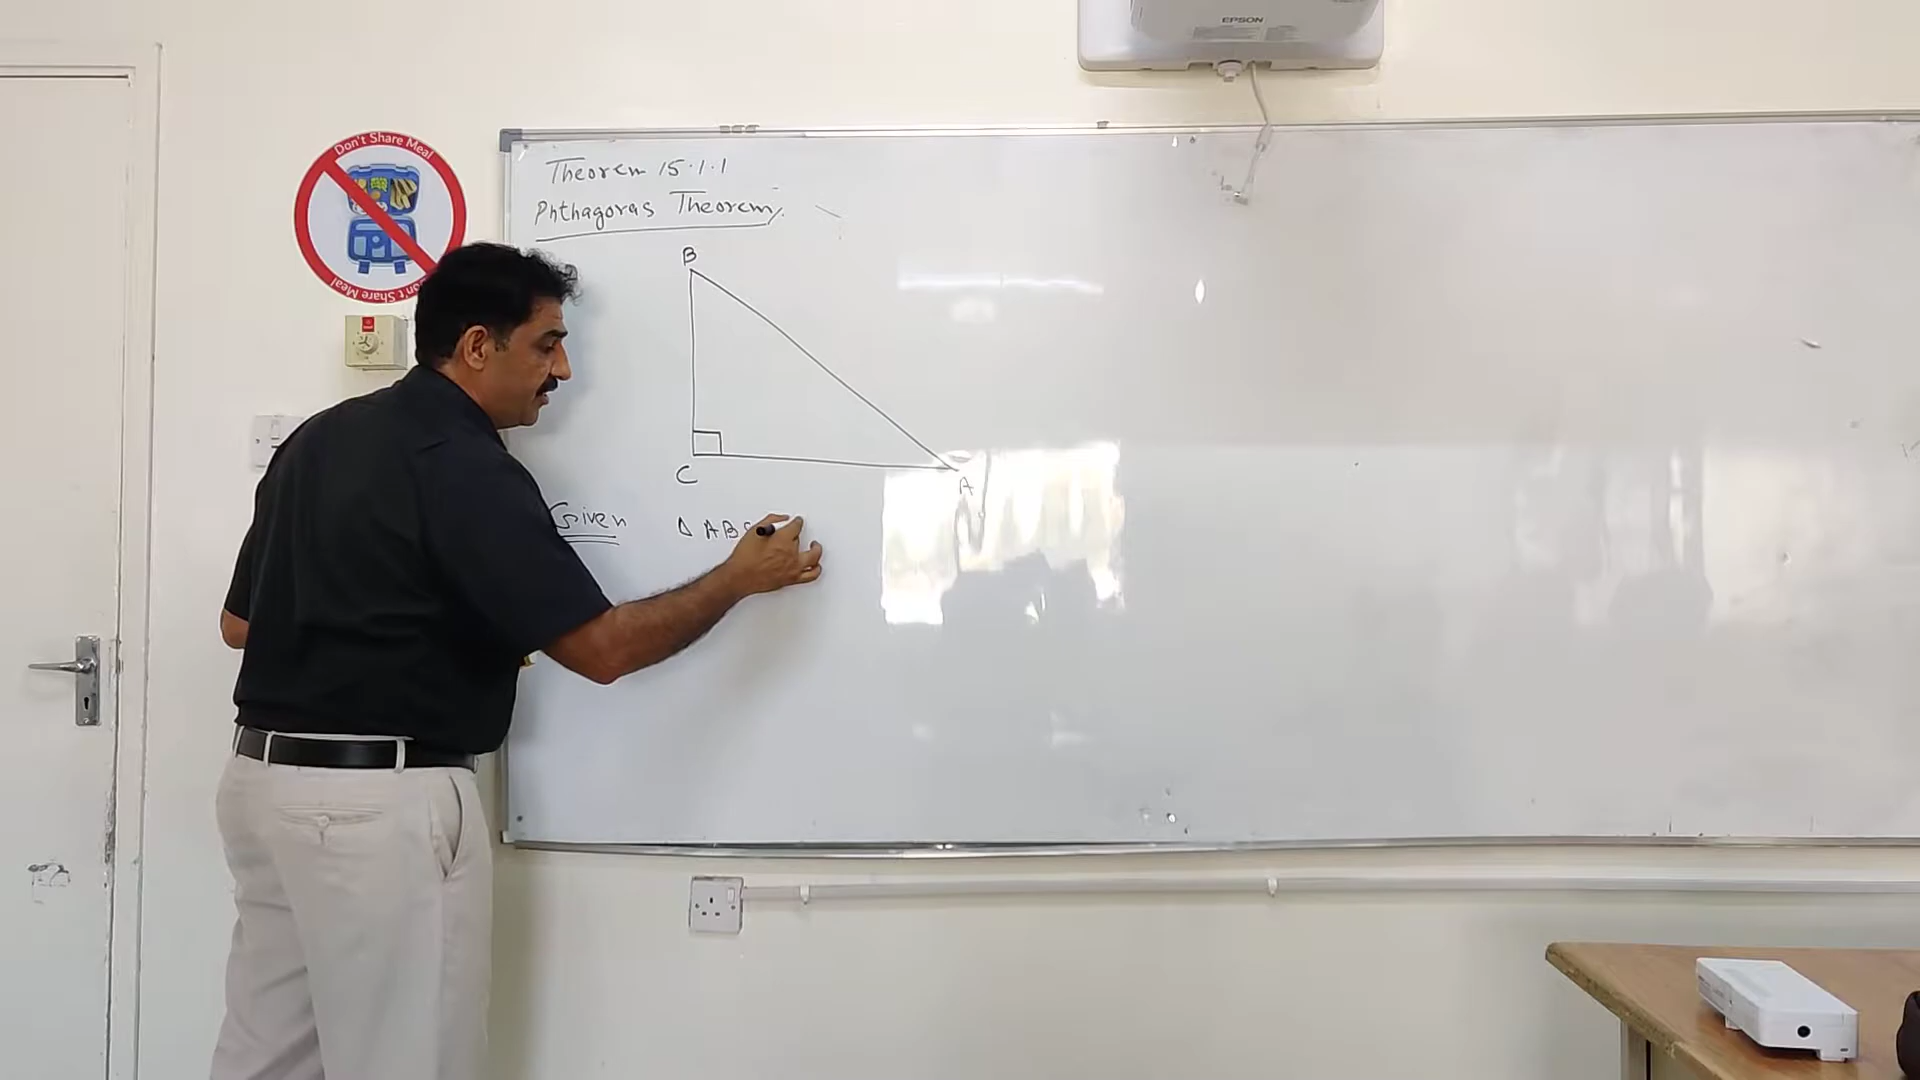 EPSON
Don't Share Meal
Don't Share Meal
Theorem 15.1.1
Phthagoras Theorem
B
C
A
Given Δ ABC